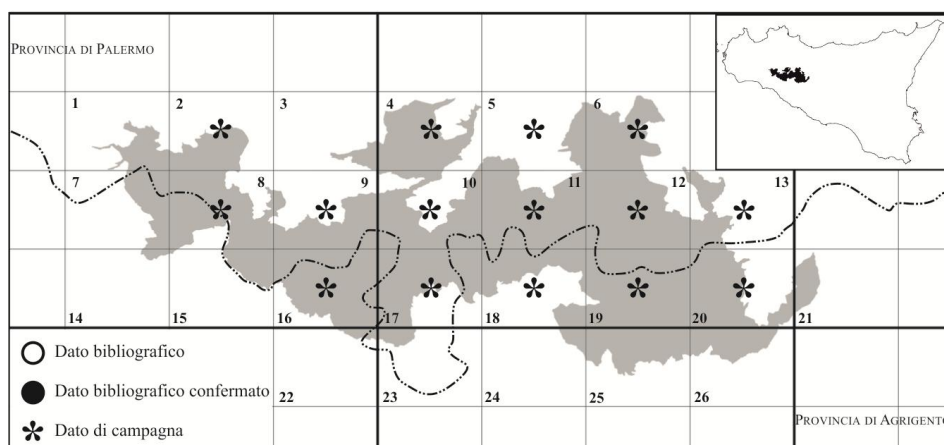 PROVINCIA DI PALERMO
1 2 3 4 5 6
7 8 9 10 11 12 13
14 15 16 17 18 19 20 21
Dato bibliografico
Dato bibliografico confermato
22 23 24 25 26
Dato di campagna
PROVINCIA DI AGRIGENTO